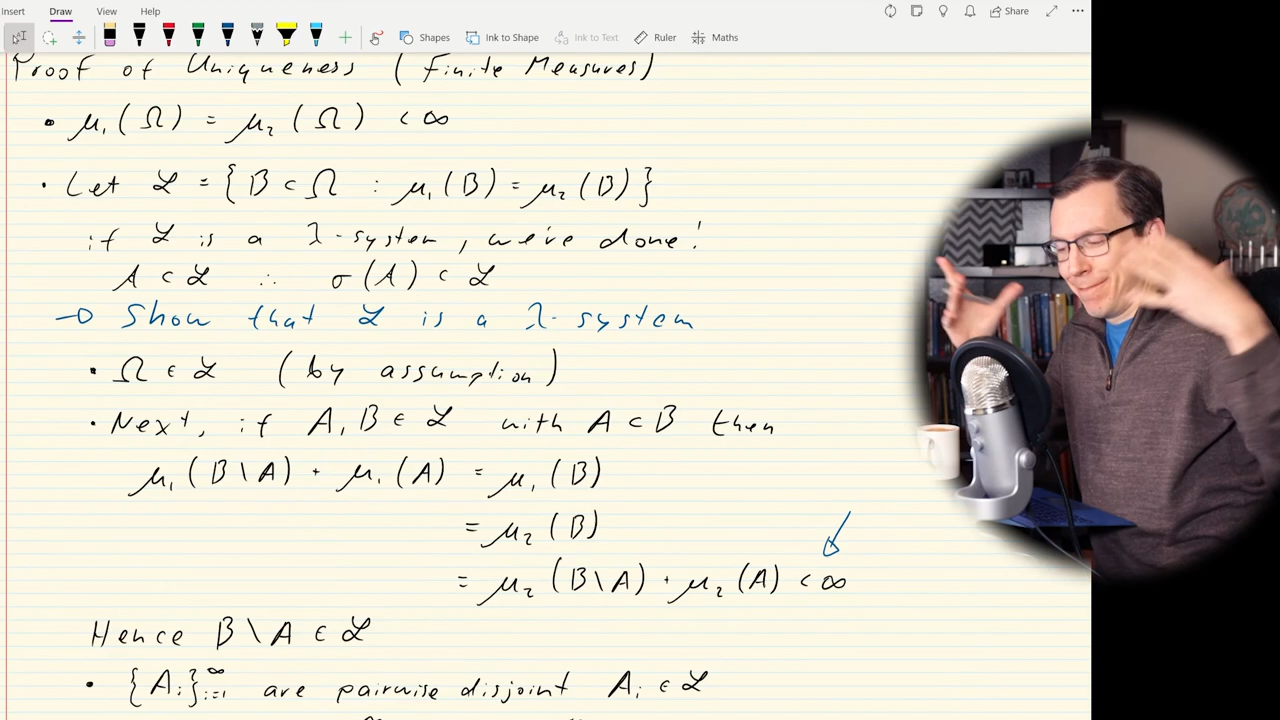 Insert Draw View Help Share
Shapes Ink to Shape Ink to Text Ruler Maths
Proof of Uniqueness (Finite Measures)
• μ₁(Ω) = μ₂(Ω) < ∞
• Let ℒ = {B ⊂ Ω : μ₁(B) = μ₂(B)}
if ℒ is a λ-system, we've done!
A ⊂ ℒ ∴ σ(A) ⊂ ℒ
→ Show that ℒ is a λ-system
• Ω ∈ ℒ (by assumption)
• Next, if A, B ∈ ℒ with A ⊂ B then
μ₁(B\A) + μ₁(A) = μ₁(B)
= μ₂(B)
= μ₂(B\A) + μ₂(A) < ∞
Hence B\A ∈ ℒ
• {Aᵢ}ᵢ₌₁^∞ are pairwise disjoint Aᵢ ∈ ℒ